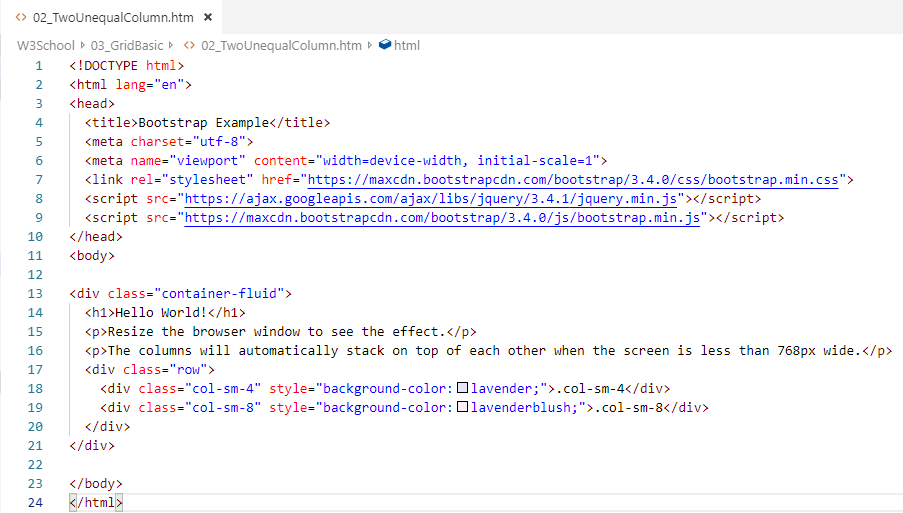 02_TwoUnequalColumn.htm
W3School 03_GridBasic 02_TwoUnequalColumn.htm html
1 <!DOCTYPE html>
2 <html lang="en">
3 <head>
4 <title>Bootstrap Example</title>
5 <meta charset="utf-8">
6 <meta name="viewport" content="width=device-width, initial-scale=1">
7 <link rel="stylesheet" href="https://maxcdn.bootstrapcdn.com/bootstrap/3.4.0/css/bootstrap.min.css">
8 <script src="https://ajax.googleapis.com/ajax/libs/jquery/3.4.1/jquery.min.js"></script>
9 <script src="https://maxcdn.bootstrapcdn.com/bootstrap/3.4.0/js/bootstrap.min.js"></script>
10 </head>
11 <body>
12
13 <div class="container-fluid">
14 <h1>Hello World!</h1>
15 <p>Resize the browser window to see the effect.</p>
16 <p>The columns will automatically stack on top of each other when the screen is less than 768px wide.</p>
17 <div class="row">
18 <div class="col-sm-4" style="background-color:lavender;">.col-sm-4</div>
19 <div class="col-sm-8" style="background-color:lavenderblush;">.col-sm-8</div>
20 </div>
21 </div>
22
23 </body>
24 </html>